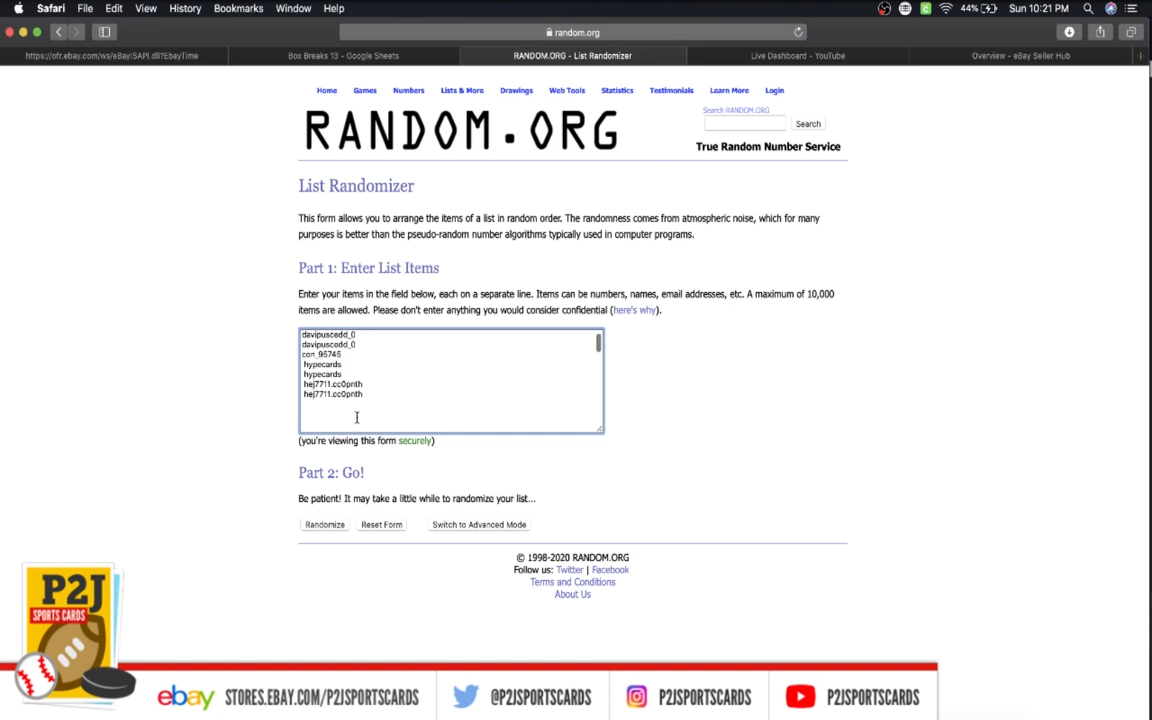 Safari File Edit View History Bookmarks Window Help 44% Sun 10:21 PM
random.org
https://ofr.ebay.com/ws/eBayISAPI.dll?EbayTime Box Breaks 13 - Google Sheets RANDOM.ORG - List Randomizer Live Dashboard - YouTube Overview - eBay Seller Hub
Home Games Numbers Lists & More Drawings Web Tools Statistics Testimonials Learn More Login
RANDOM.ORG
Search RANDOM.ORG
Search
True Random Number Service
List Randomizer
This form allows you to arrange the items of a list in random order. The randomness comes from atmospheric noise, which for many
purposes is better than the pseudo-random number algorithms typically used in computer programs.
Part 1: Enter List Items
Enter your items in the field below, each on a separate line. Items can be numbers, names, email addresses, etc. A maximum of 10,000
items are allowed. Please don't enter anything you would consider confidential (here's why).
davipuscedd_0
davipuscedd_0
con_95745
hypecards
hypecards
hej7711.cc0pnth
hej7711.cc0pnth
(you're viewing this form securely)
Part 2: Go!
Be patient! It may take a little while to randomize your list...
Randomize Reset Form Switch to Advanced Mode
© 1998-2020 RANDOM.ORG
Follow us: Twitter | Facebook
Terms and Conditions
About Us
P2J
SPORTS CARDS
ebay STORES.EBAY.COM/P2JSPORTSCARDS @P2JSPORTSCARDS P2JSPORTSCARDS P2JSPORTSCARDS